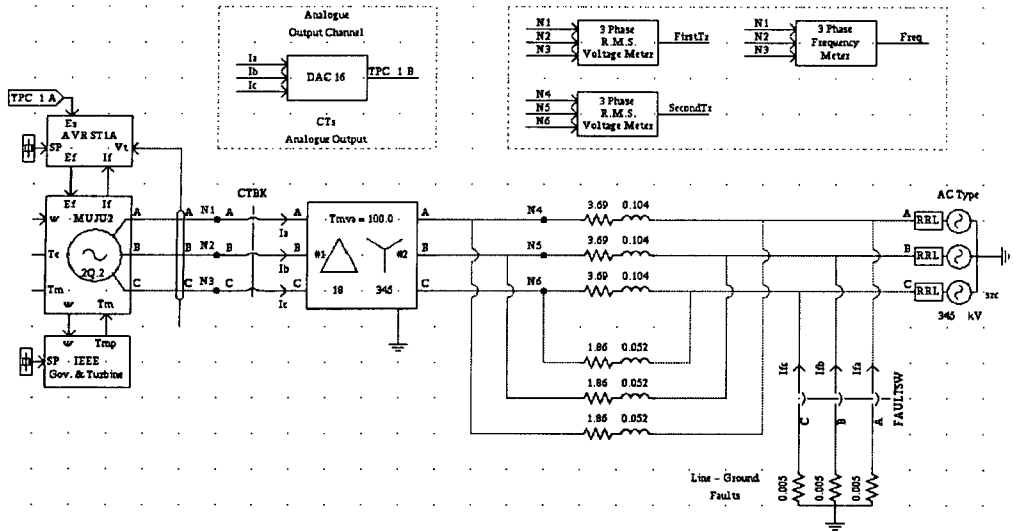 Analogue
Output Channel
Ia
Ib
Ic
DAC 16
TPC 1 B
CTs
Analogue Output
N1
N2
N3
3 Phase
R.M.S.
Voltage Meter
FirstTz
N1
N2
N3
3 Phase
Frequency
Meter
Freq
N4
N5
N6
3 Phase
R.M.S.
Voltage Meter
SecondTz
TPC 1 A
Es
AVR ST1A
SP
Vt
Ef
If
Ef
If
W
MUJU2
Te
2Q.2
Tm
W
Tm
A
B
C
N1
N2
N3
A
B
C
CTBK
A
B
C
Ia
Ib
Ic
Tmva = 100.0
#1
#2
18
345
A
B
C
N4
N5
N6
3.69
0.104
3.69
0.104
3.69
0.104
1.86
0.052
1.86
0.052
1.86
0.052
AC Type
A
RRL
B
RRL
C
RRL
src
345 kV
W
Tmp
SP
IEEE
Gov. & Turbine
Ifc
Ifb
Ifa
FAULTSW
C
B
A
Line - Ground
Faults
0.005
0.005
0.005